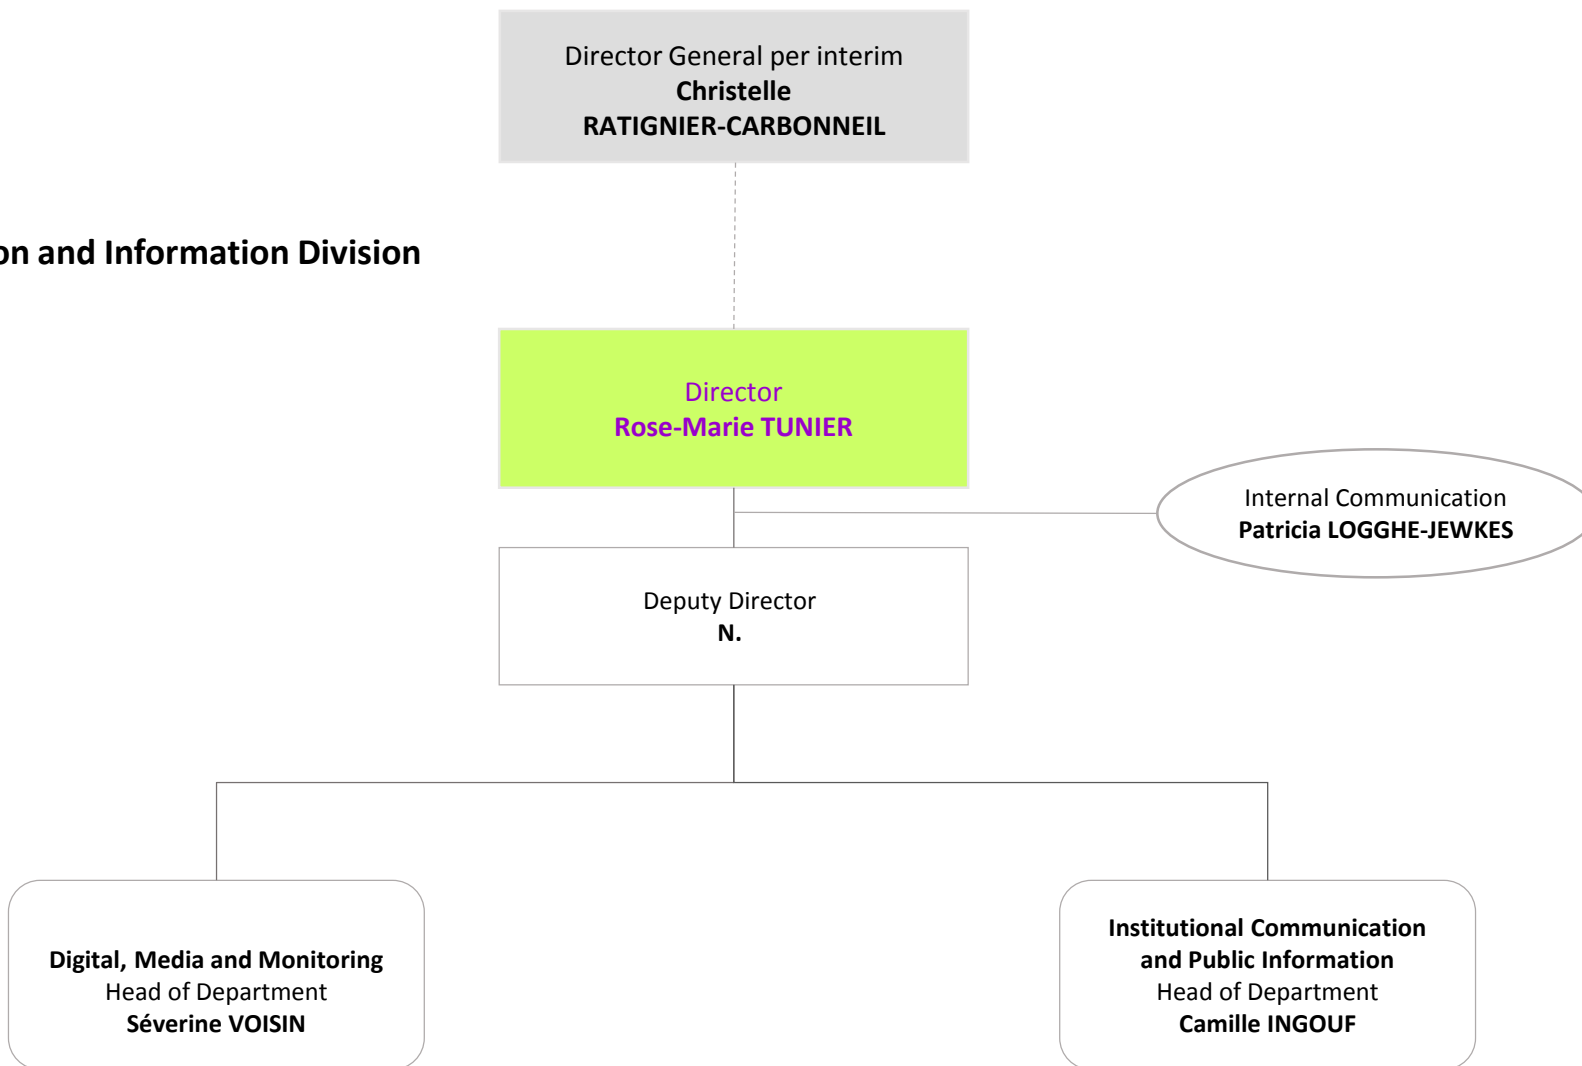 Director General per interim
Christelle
RATIGNIER-CARBONNEIL
on and Information Division
Director
Rose-Marie TUNIER
Internal Communication
Patricia LOGGHE-JEWKES
Deputy Director
N.
Digital, Media and Monitoring
Head of Department
Séverine VOISIN
Institutional Communication
and Public Information
Head of Department
Camille INGOUF